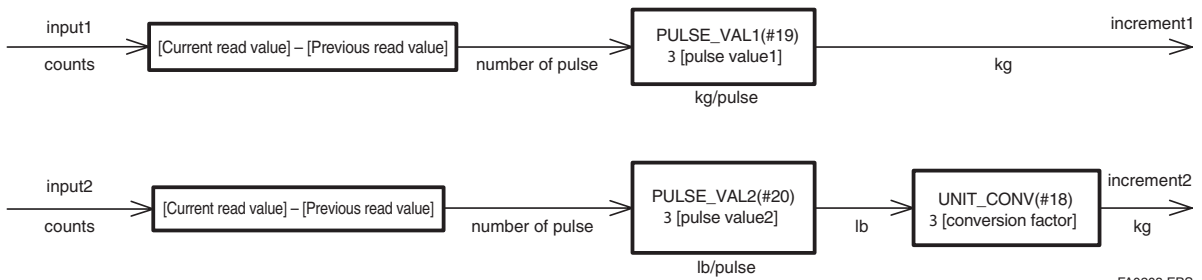 input1
counts
[Current read value] – [Previous read value]
number of pulse
PULSE_VAL1(#19)
3 [pulse value1]
kg/pulse
kg
increment1
input2
counts
[Current read value] – [Previous read value]
number of pulse
PULSE_VAL2(#20)
3 [pulse value2]
lb/pulse
lb
UNIT_CONV(#18)
3 [conversion factor]
increment2
kg